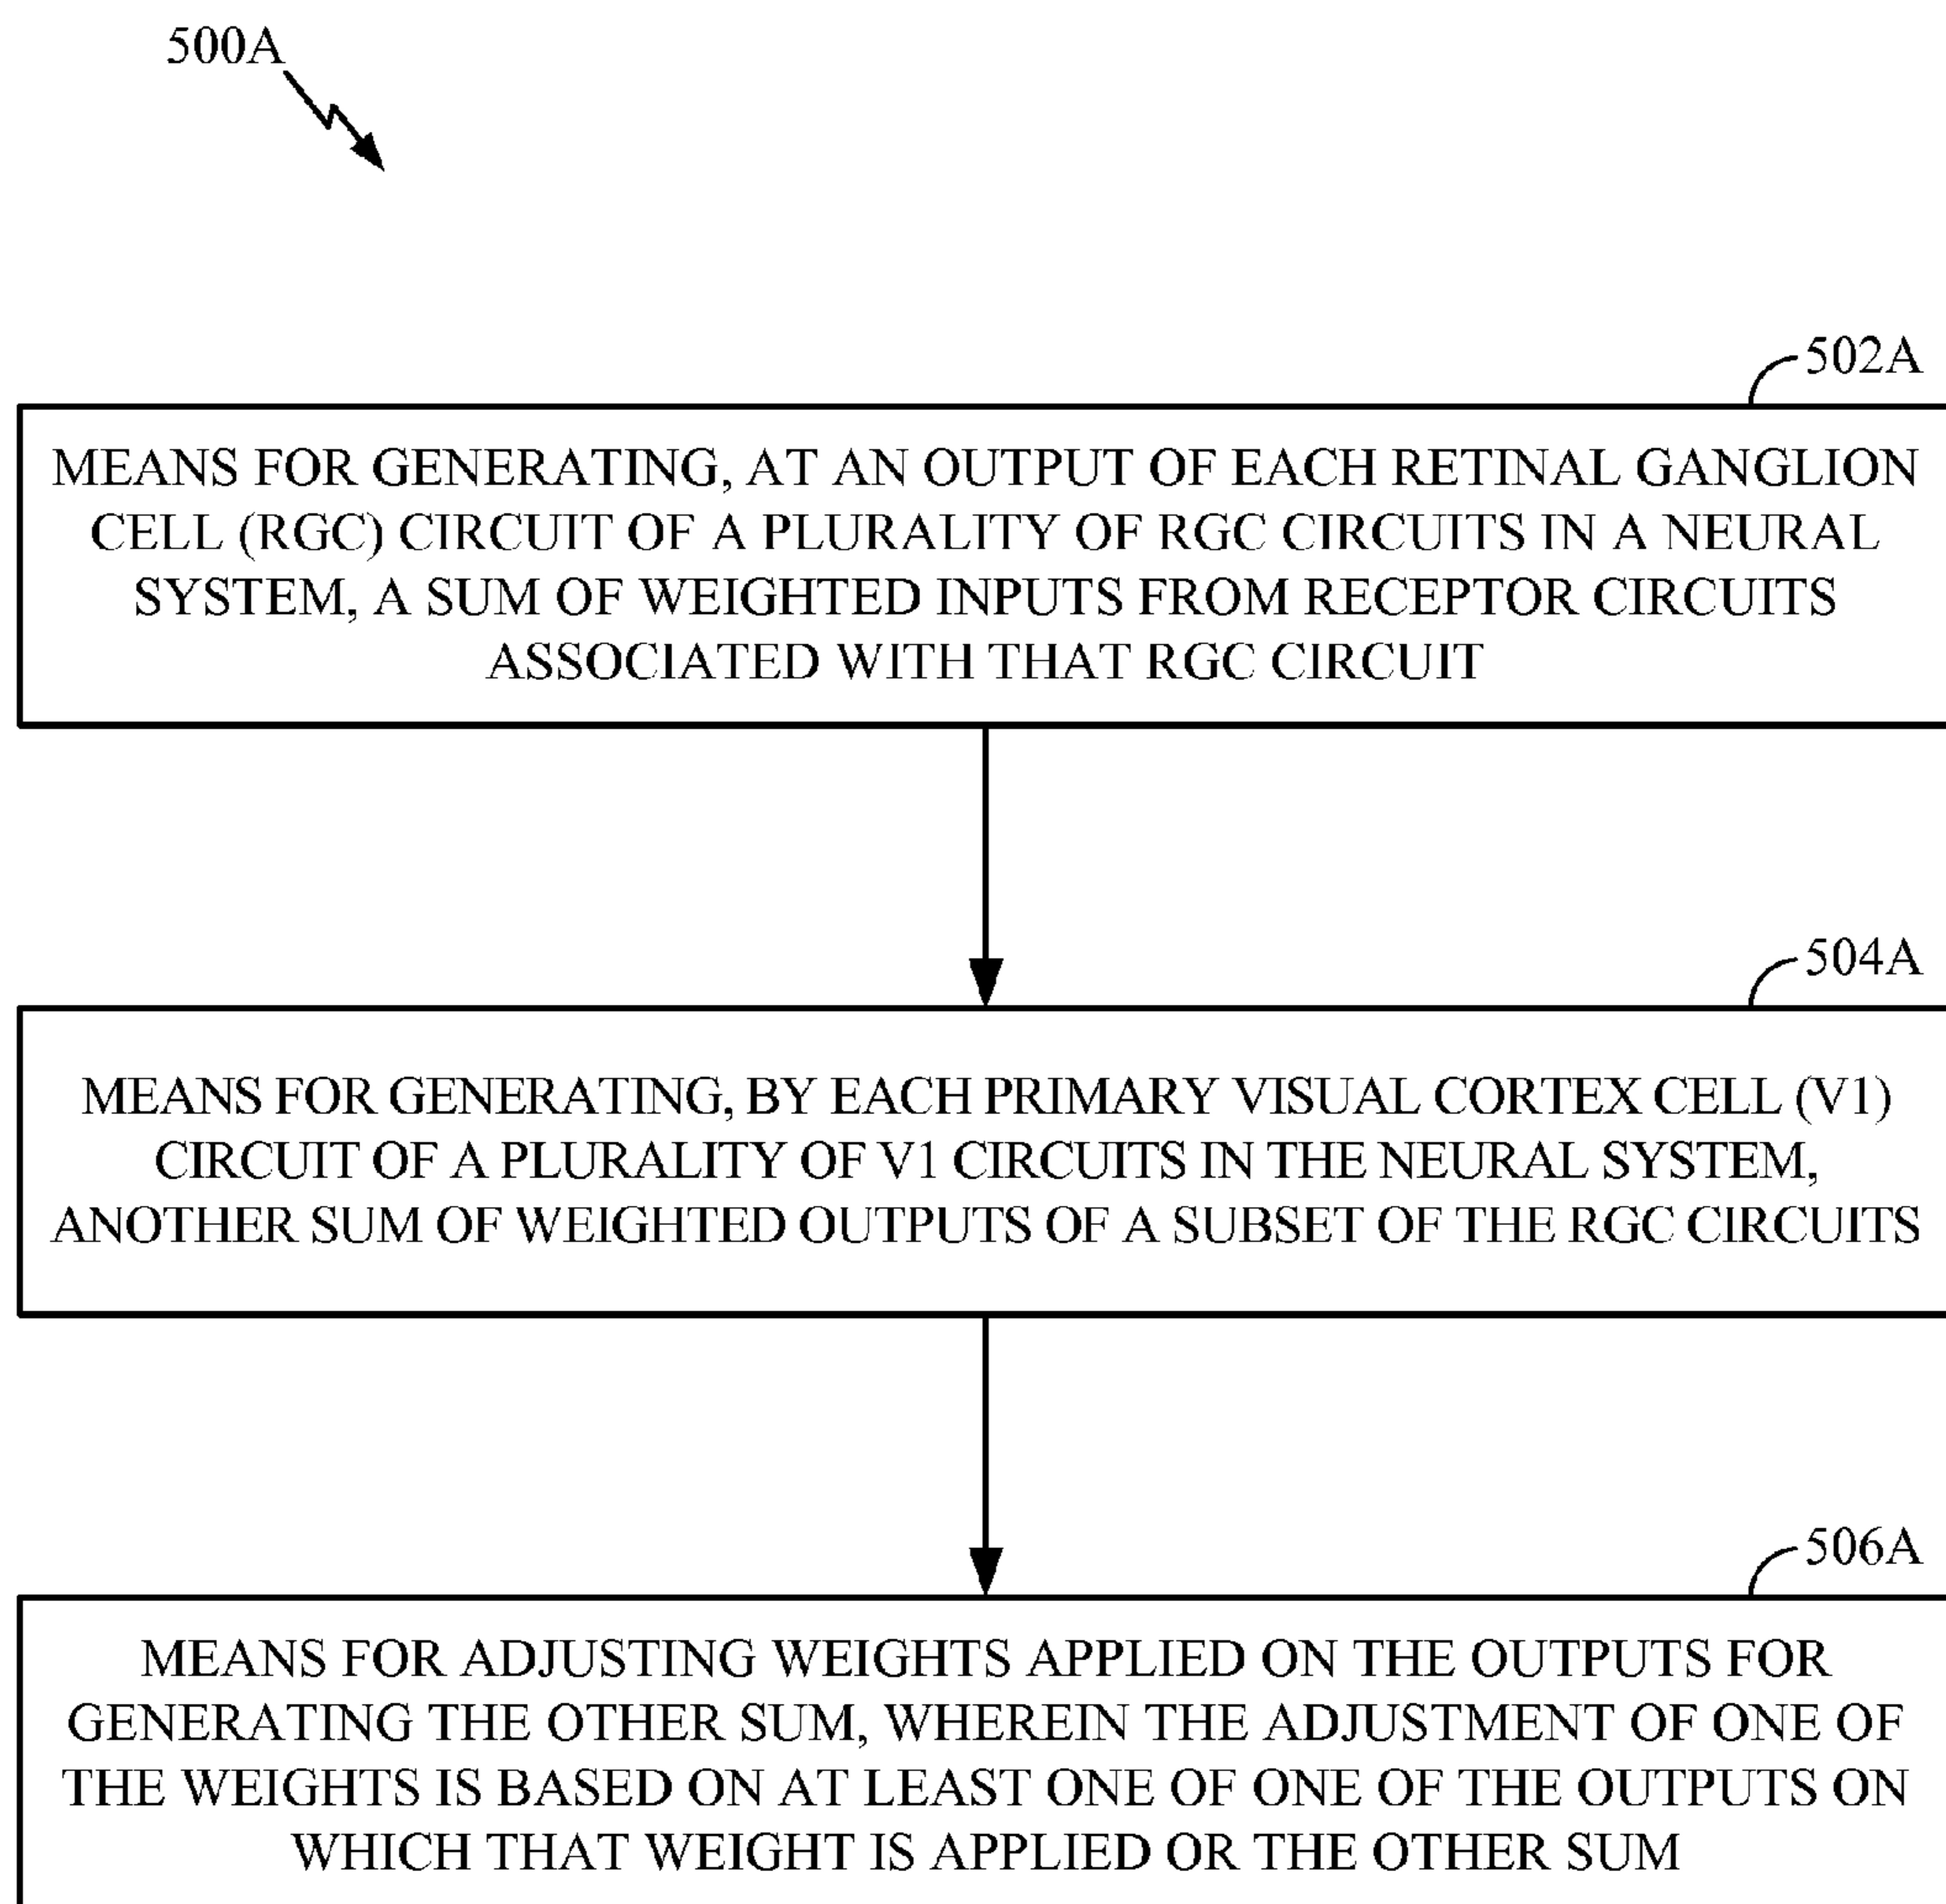 500A
502A
MEANS FOR GENERATING, AT AN OUTPUT OF EACH RETINAL GANGLION
CELL (RGC) CIRCUIT OF A PLURALITY OF RGC CIRCUITS IN A NEURAL
SYSTEM, A SUM OF WEIGHTED INPUTS FROM RECEPTOR CIRCUITS
ASSOCIATED WITH THAT RGC CIRCUIT
504A
MEANS FOR GENERATING, BY EACH PRIMARY VISUAL CORTEX CELL (V1)
CIRCUIT OF A PLURALITY OF V1 CIRCUITS IN THE NEURAL SYSTEM,
ANOTHER SUM OF WEIGHTED OUTPUTS OF A SUBSET OF THE RGC CIRCUITS
506A
MEANS FOR ADJUSTING WEIGHTS APPLIED ON THE OUTPUTS FOR
GENERATING THE OTHER SUM, WHEREIN THE ADJUSTMENT OF ONE OF
THE WEIGHTS IS BASED ON AT LEAST ONE OF ONE OF THE OUTPUTS ON
WHICH THAT WEIGHT IS APPLIED OR THE OTHER SUM